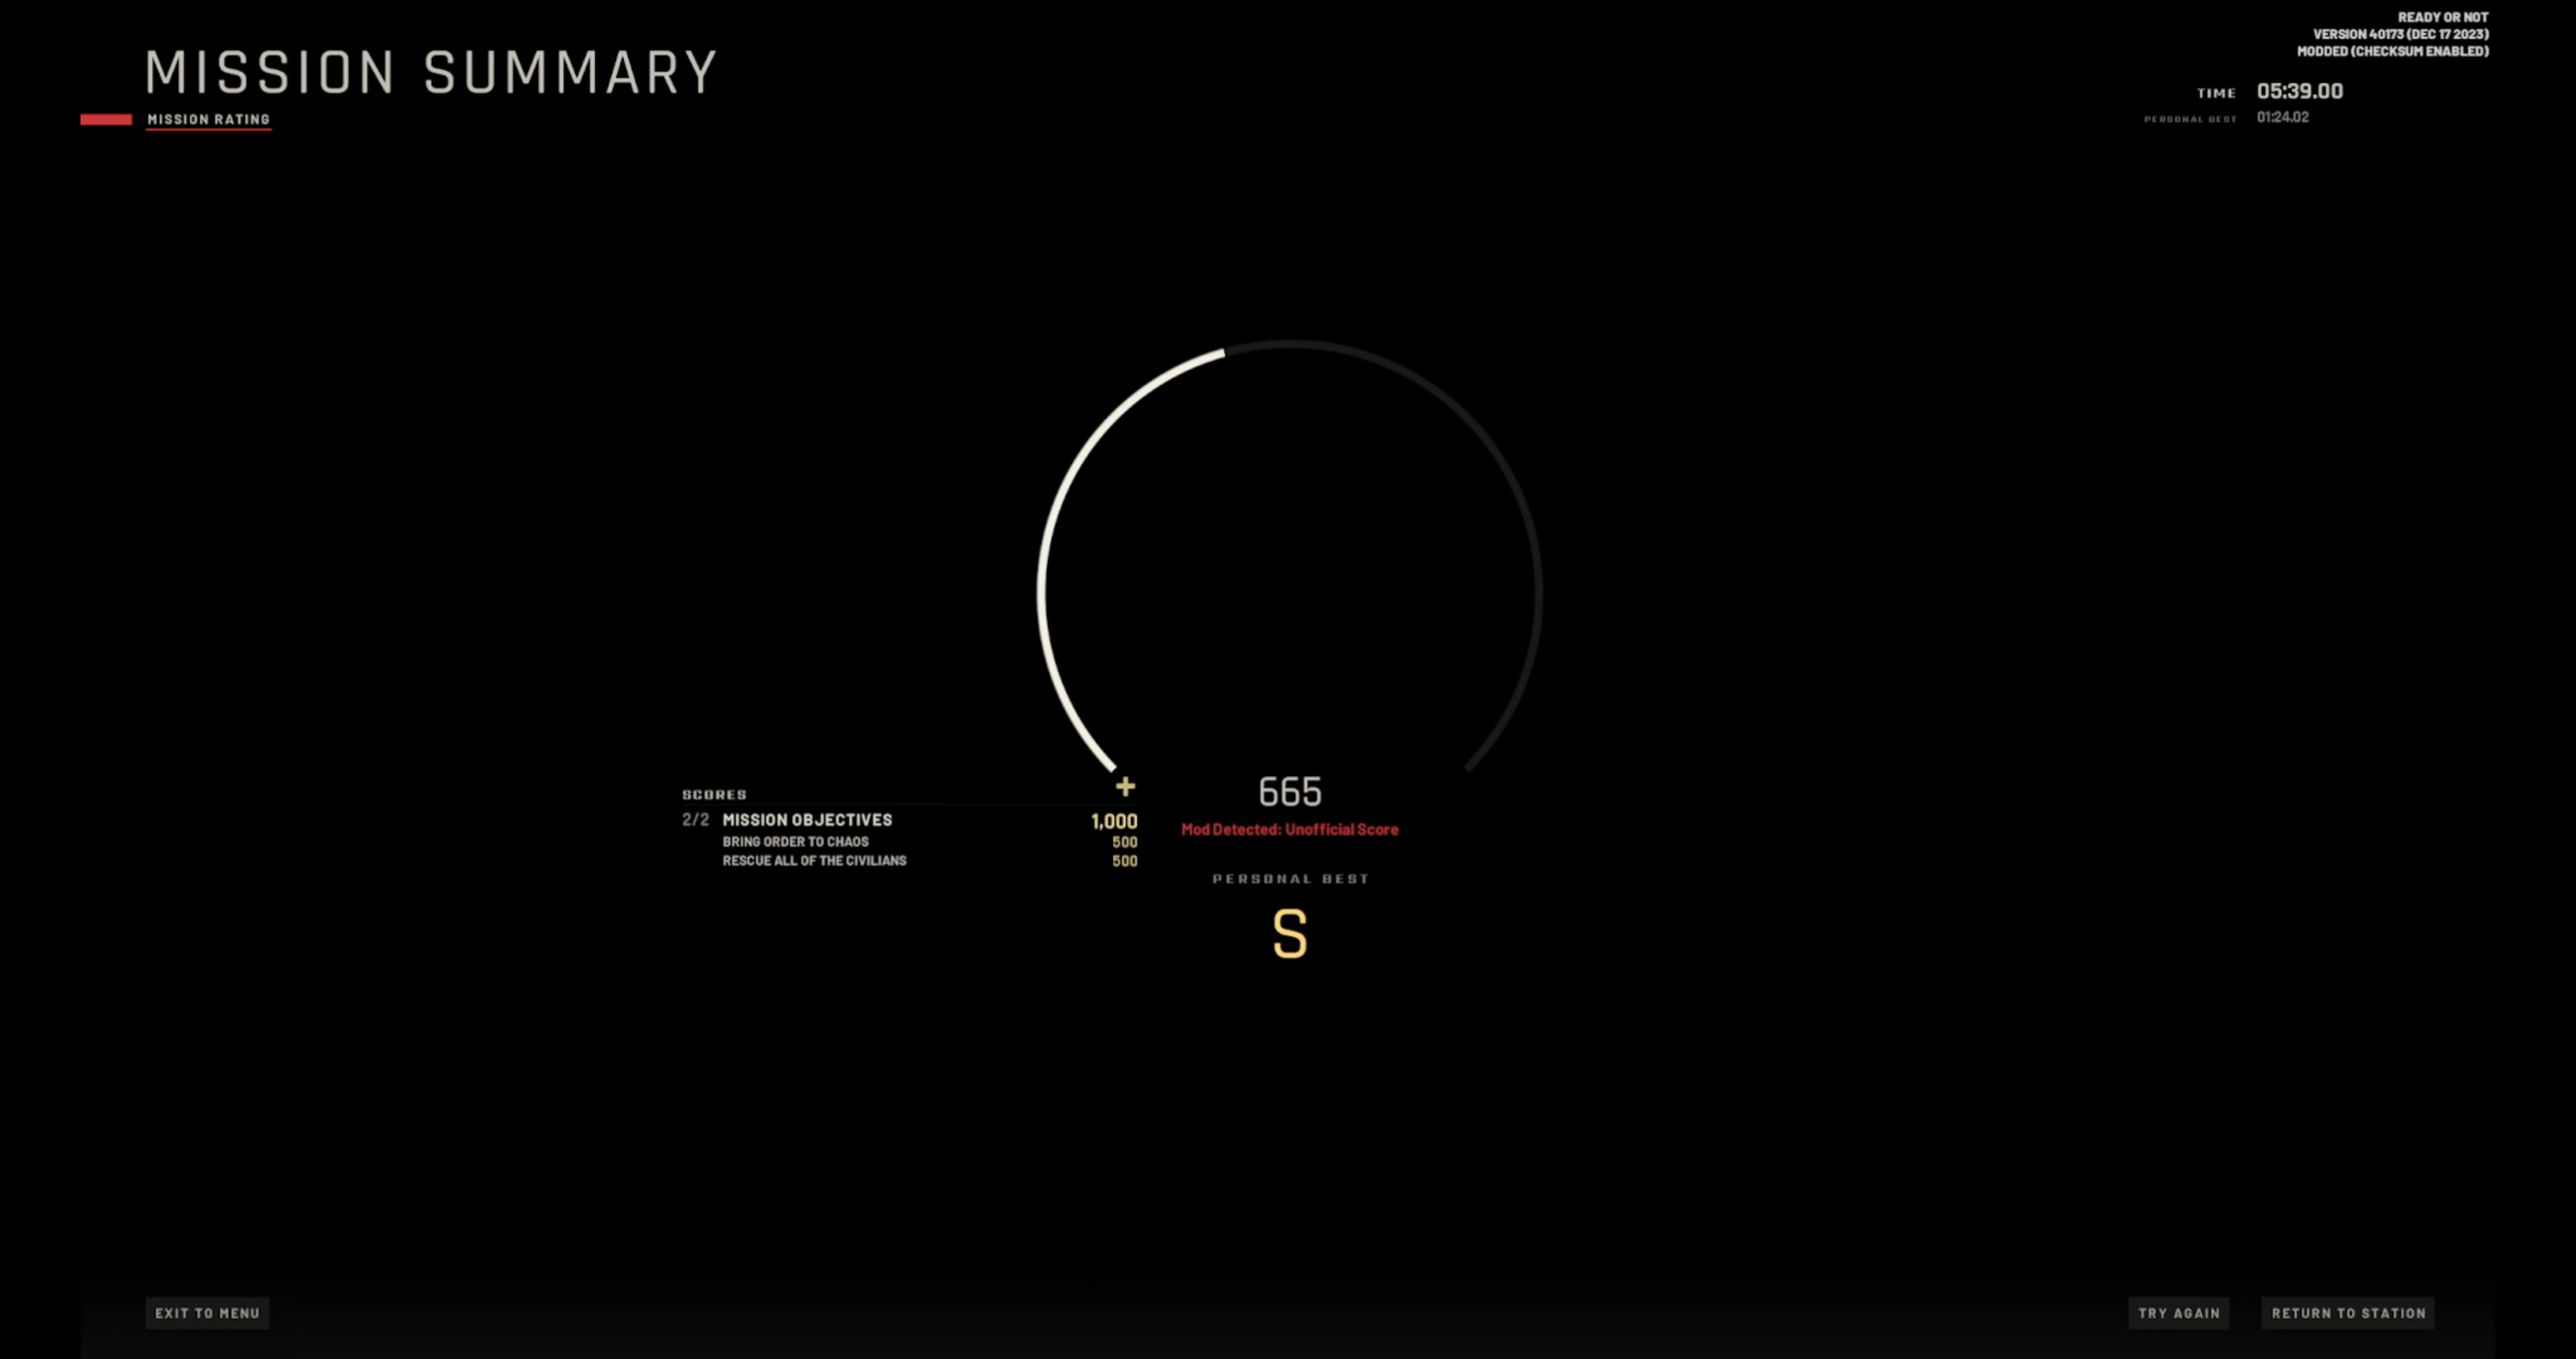 READY OR NOT
VERSION 40173 (DEC 17 2023)
MODDED (CHECKSUM ENABLED)
MISSION SUMMARY
MISSION RATING
TIME 05:39.00
PERSONAL BEST 01:24.02
SCORES +
2/2 MISSION OBJECTIVES 1,000
BRING ORDER TO CHAOS 500
RESCUE ALL OF THE CIVILIANS 500
665
Mod Detected: Unofficial Score
PERSONAL BEST
S
EXIT TO MENU
TRY AGAIN
RETURN TO STATION